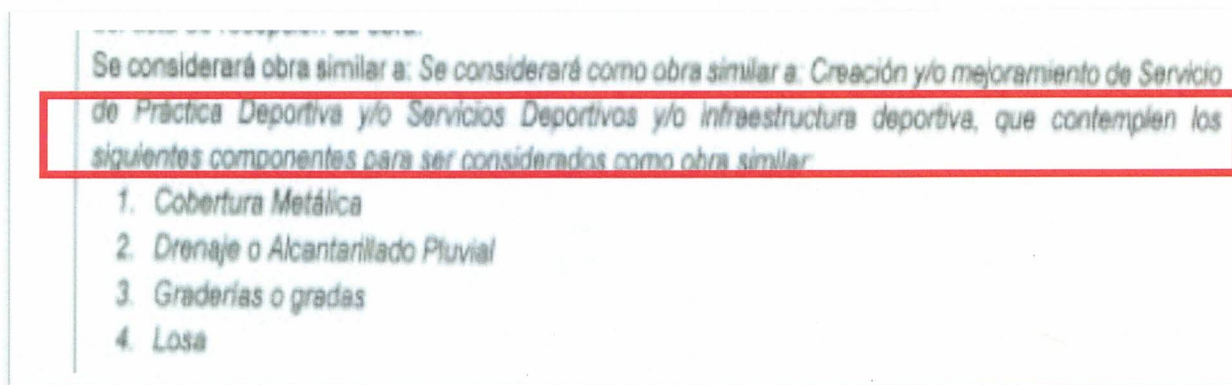 Se considerará obra similar a: Se considerará como obra similar a: Creación y/o mejoramiento de Servicio
de Práctica Deportiva y/o Servicios Deportivos y/o infraestructura deportiva, que contemplen los
siguientes componentes para ser considerados como obra similar:
1. Cobertura Metálica
2. Drenaje o Alcantarillado Pluvial
3. Graderías o gradas
4. Losa